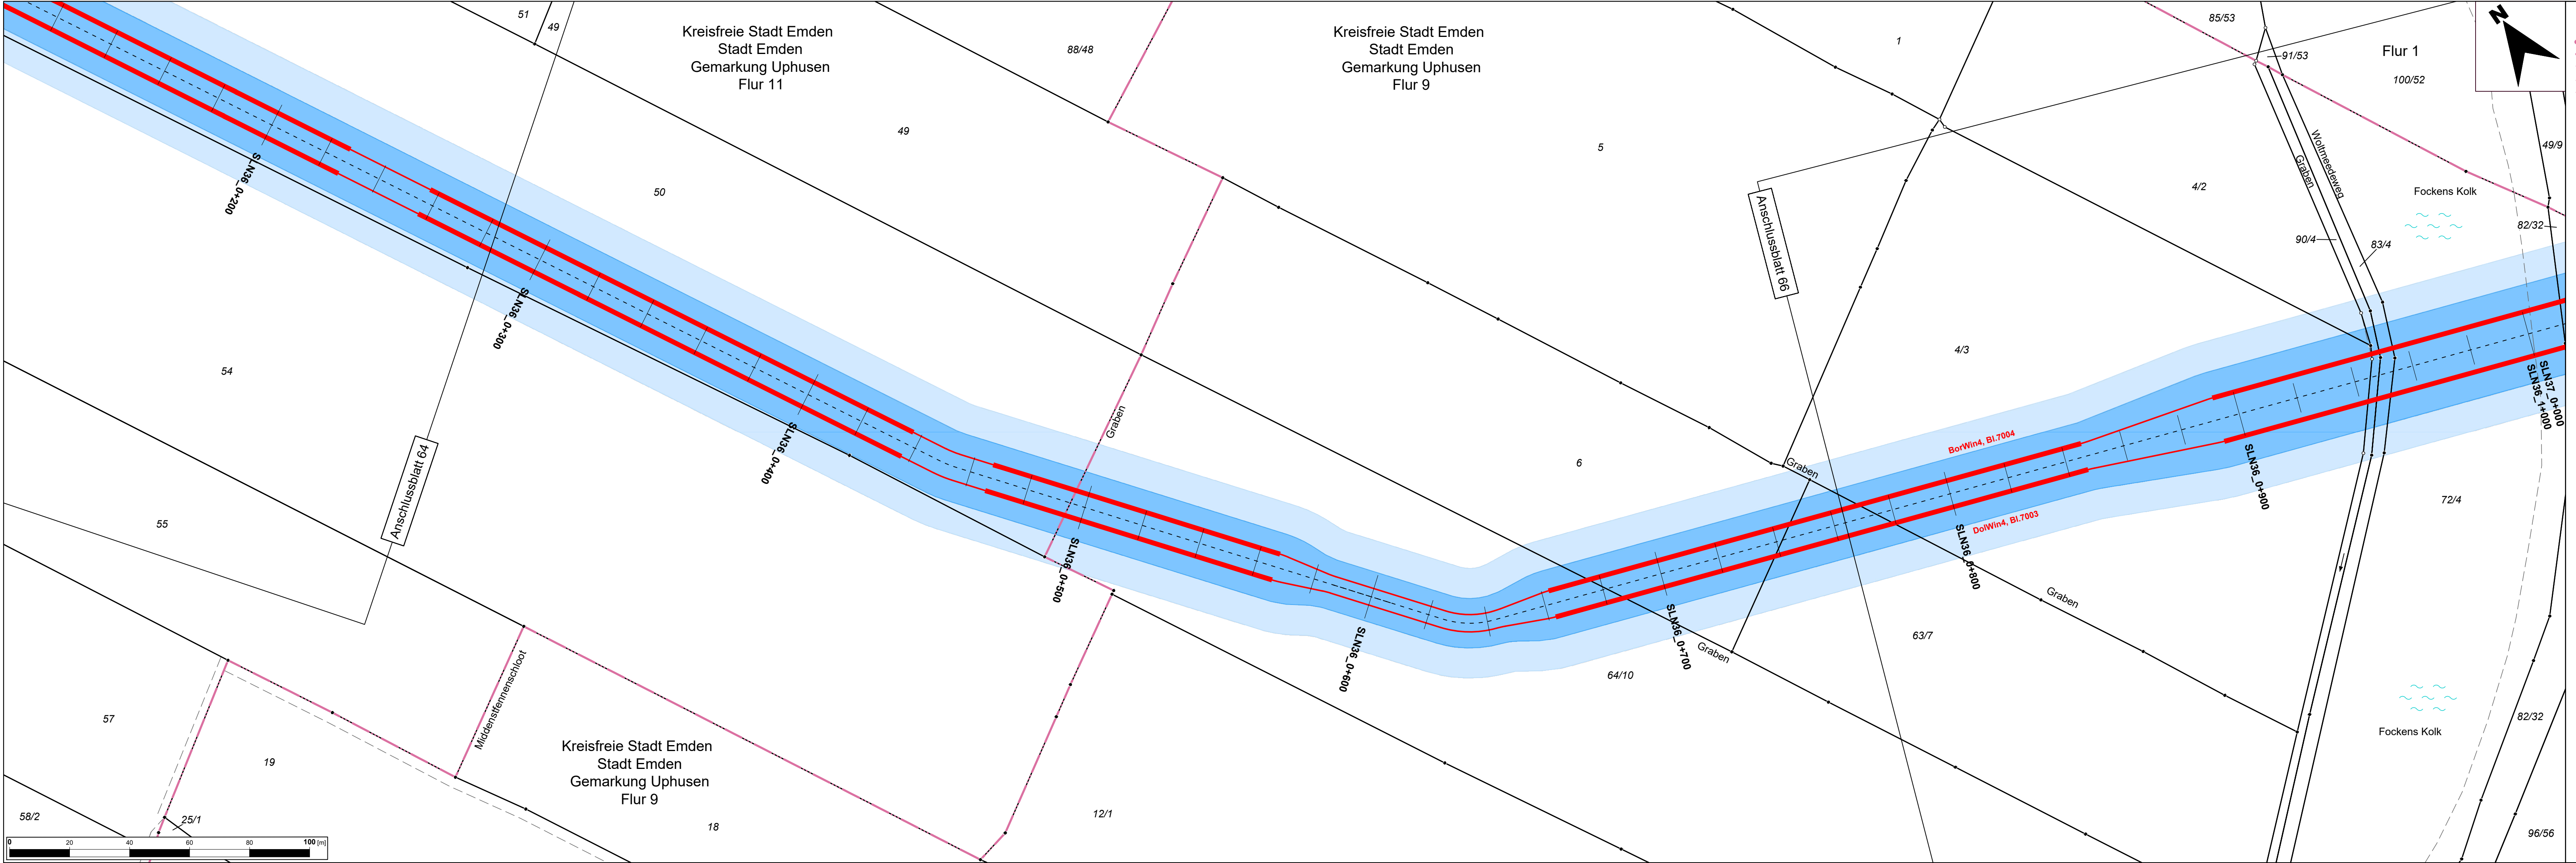 51
49
Kreisfreie Stadt Emden
Stadt Emden
Gemarkung Uphusen
Flur 11
88/48
Kreisfreie Stadt Emden
Stadt Emden
Gemarkung Uphusen
Flur 9
1
85/53
91/53
Flur 1
100/52
N
49
5
49/9
50
4/2
Graben
Woltmeedeweg
Fockens Kolk
82/32
90/4
83/4
SLN36_0+200
SLN36_0+300
Anschlussblatt 66
54
4/3
SLN37_0+000
SLN36_1+000
Graben
BorWin4, Bl.7004
SLN36_0+400
6
Graben
SLN36_0+900
Anschlussblatt 64
72/4
55
DolWin4, Bl.7003
SLN36_0+500
SLN36_0+800
Graben
SLN36_0+600
SLN36_0+700
63/7
Graben
64/10
Middenstfennenschloot
57
19
Kreisfreie Stadt Emden
Stadt Emden
Gemarkung Uphusen
Flur 9
82/32
Fockens Kolk
58/2
25/1
18
12/1
96/56
0 20 40 60 80 100 [m]